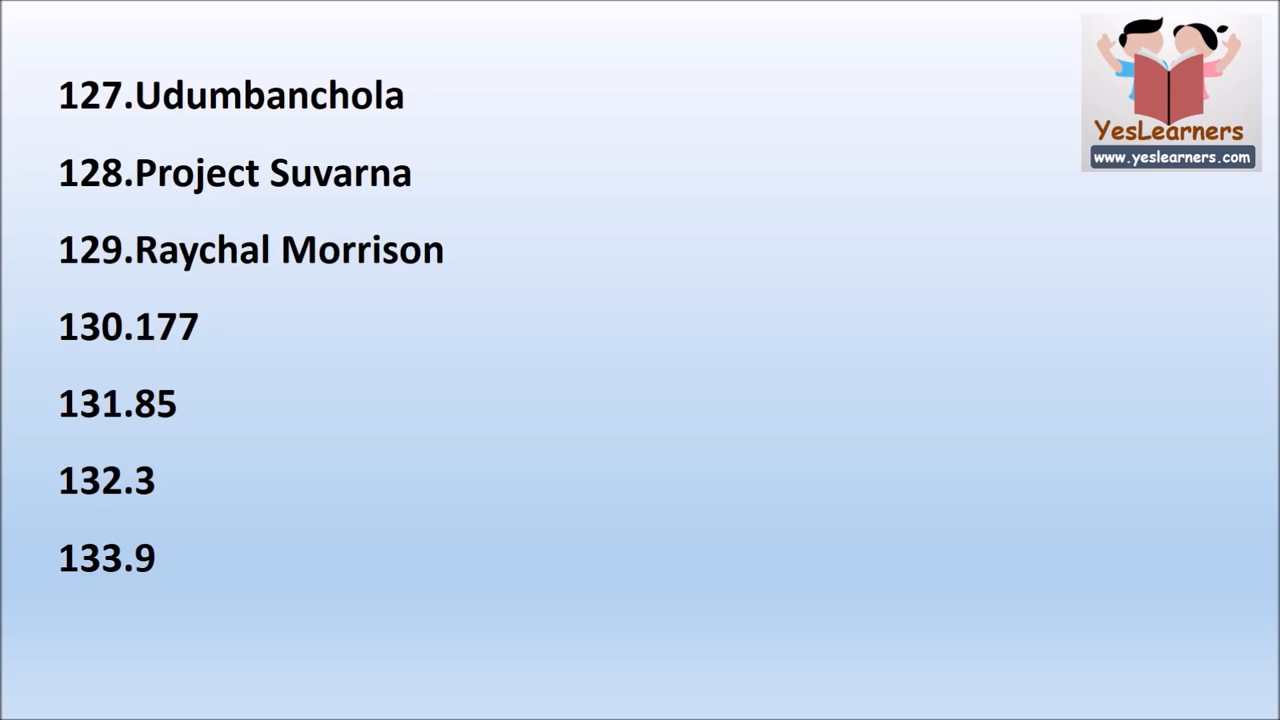 127.Udumbanchola
128.Project Suvarna
129.Raychal Morrison
130.177
131.85
132.3
133.9
YesLearners
www.yeslearners.com